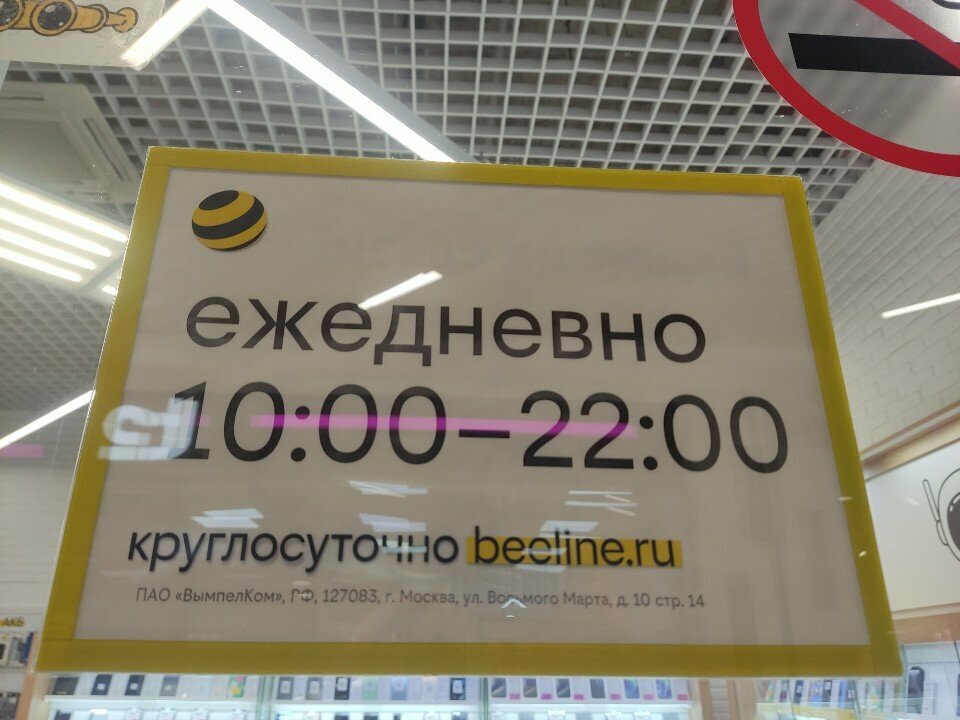 ежедневно
10:00–22:00
круглосуточно beeline.ru
ПАО «ВымпелКом», РФ, 127083, г. Москва, ул. Восьмого Марта, д. 10 стр. 14
АКБ